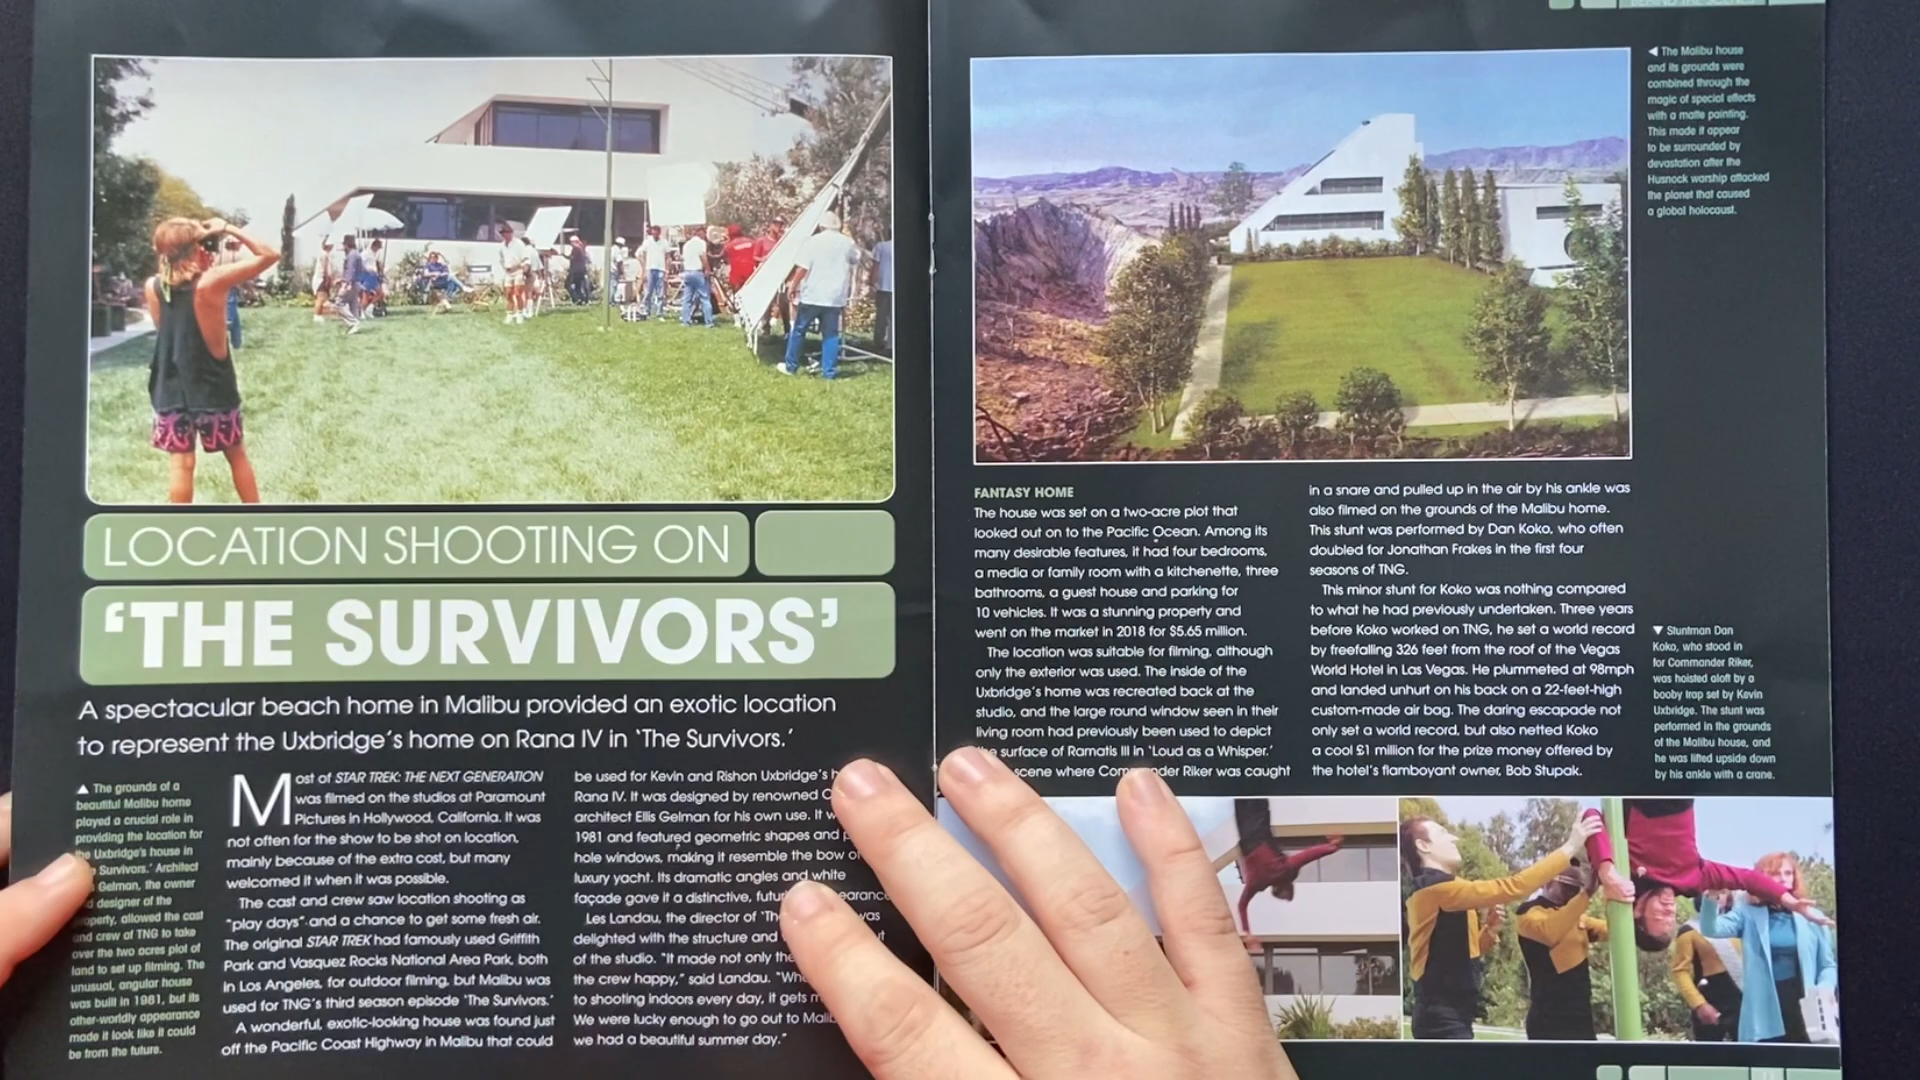 LOCATION SHOOTING ON
'THE SURVIVORS'
A spectacular beach home in Malibu provided an exotic location
to represent the Uxbridge's home on Rana IV in 'The Survivors.'
▲ The grounds of a
beautiful Malibu home
played a crucial role in
providing the location for
the Uxbridge's house in
Survivors.' Architect
Gelman, the owner
designer of the
allowed the cast
and crew of TNG to take
over the two acres plot of
land to set up filming. The
unusual, angular house
was built in 1981, but its
other-worldly appearance
made it look like it could
be from the future.
Most of STAR TREK: THE NEXT GENERATION
was filmed on the studios at Paramount
Pictures in Hollywood, California. It was
not often for the show to be shot on location,
mainly because of the extra cost, but many
welcomed it when it was possible.
The cast and crew saw location shooting as
"play days" and a chance to get some fresh air.
The original STAR TREK had famously used Griffith
Park and Vasquez Rocks National Area Park, both
in Los Angeles, for outdoor filming, but Malibu was
used for TNG's third season episode 'The Survivors.'
A wonderful, exotic-looking house was found just
off the Pacific Coast Highway in Malibu that could
be used for Kevin and Rishon Uxbridge's
Rana IV. It was designed by renowned
architect Ellis Gelman for his own use. It
1981 and featured geometric shapes and
hole windows, making it resemble the bow of
luxury yacht. Its dramatic angles and white
façade gave it a distinctive,
Les Landau, the director of was
delighted with the structure and
of the studio. "It made not only the
the crew happy," said Landau.
to shooting indoors every day, it gets
We were lucky enough to go out to
we had a beautiful summer day."
BEHIND THE SCENES
◀ The Malibu house
and its grounds were
combined through the
magic of special effects
with a matte painting.
This made it appear
to be surrounded by
devastation after the
Husnock warship attacked
the planet that caused
a global holocaust.
FANTASY HOME
The house was set on a two-acre plot that
looked out on to the Pacific Ocean. Among its
many desirable features, it had four bedrooms,
a media or family room with a kitchenette, three
bathrooms, a guest house and parking for
10 vehicles. It was a stunning property and
went on the market in 2018 for $5.65 million.
The location was suitable for filming, although
only the exterior was used. The inside of the
Uxbridge's home was recreated back at the
studio, and the large round window seen in their
living room had previously been used to depict
the surface of Ramatis III in 'Loud as a Whisper.'
scene where Commander Riker was caught
in a snare and pulled up in the air by his ankle was
also filmed on the grounds of the Malibu home.
This stunt was performed by Dan Koko, who often
doubled for Jonathan Frakes in the first four
seasons of TNG.
This minor stunt for Koko was nothing compared
to what he had previously undertaken. Three years
before Koko worked on TNG, he set a world record
by freefalling 326 feet from the roof of the Vegas
World Hotel in Las Vegas. He plummeted at 98mph
and landed unhurt on his back on a 22-feet-high
custom-made air bag. The daring escapade not
only set a world record, but also netted Koko
a cool £1 million for the prize money offered by
the hotel's flamboyant owner, Bob Stupak.
▼ Stuntman Dan
Koko, who stood in
for Commander Riker,
was hoisted aloft by a
booby trap set by Kevin
Uxbridge. The stunt was
performed in the grounds
of the Malibu house, and
he was lifted upside down
by his ankle with a crane.